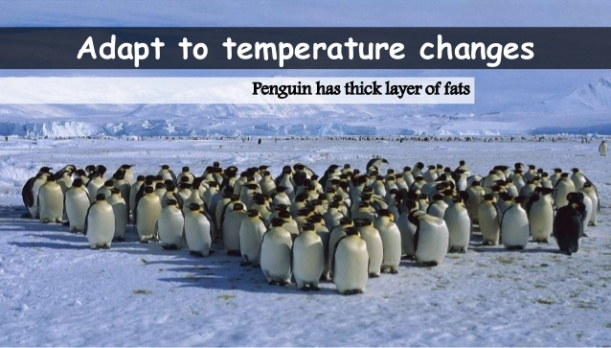 Adapt to temperature changes
Penguin has thick layer of fats